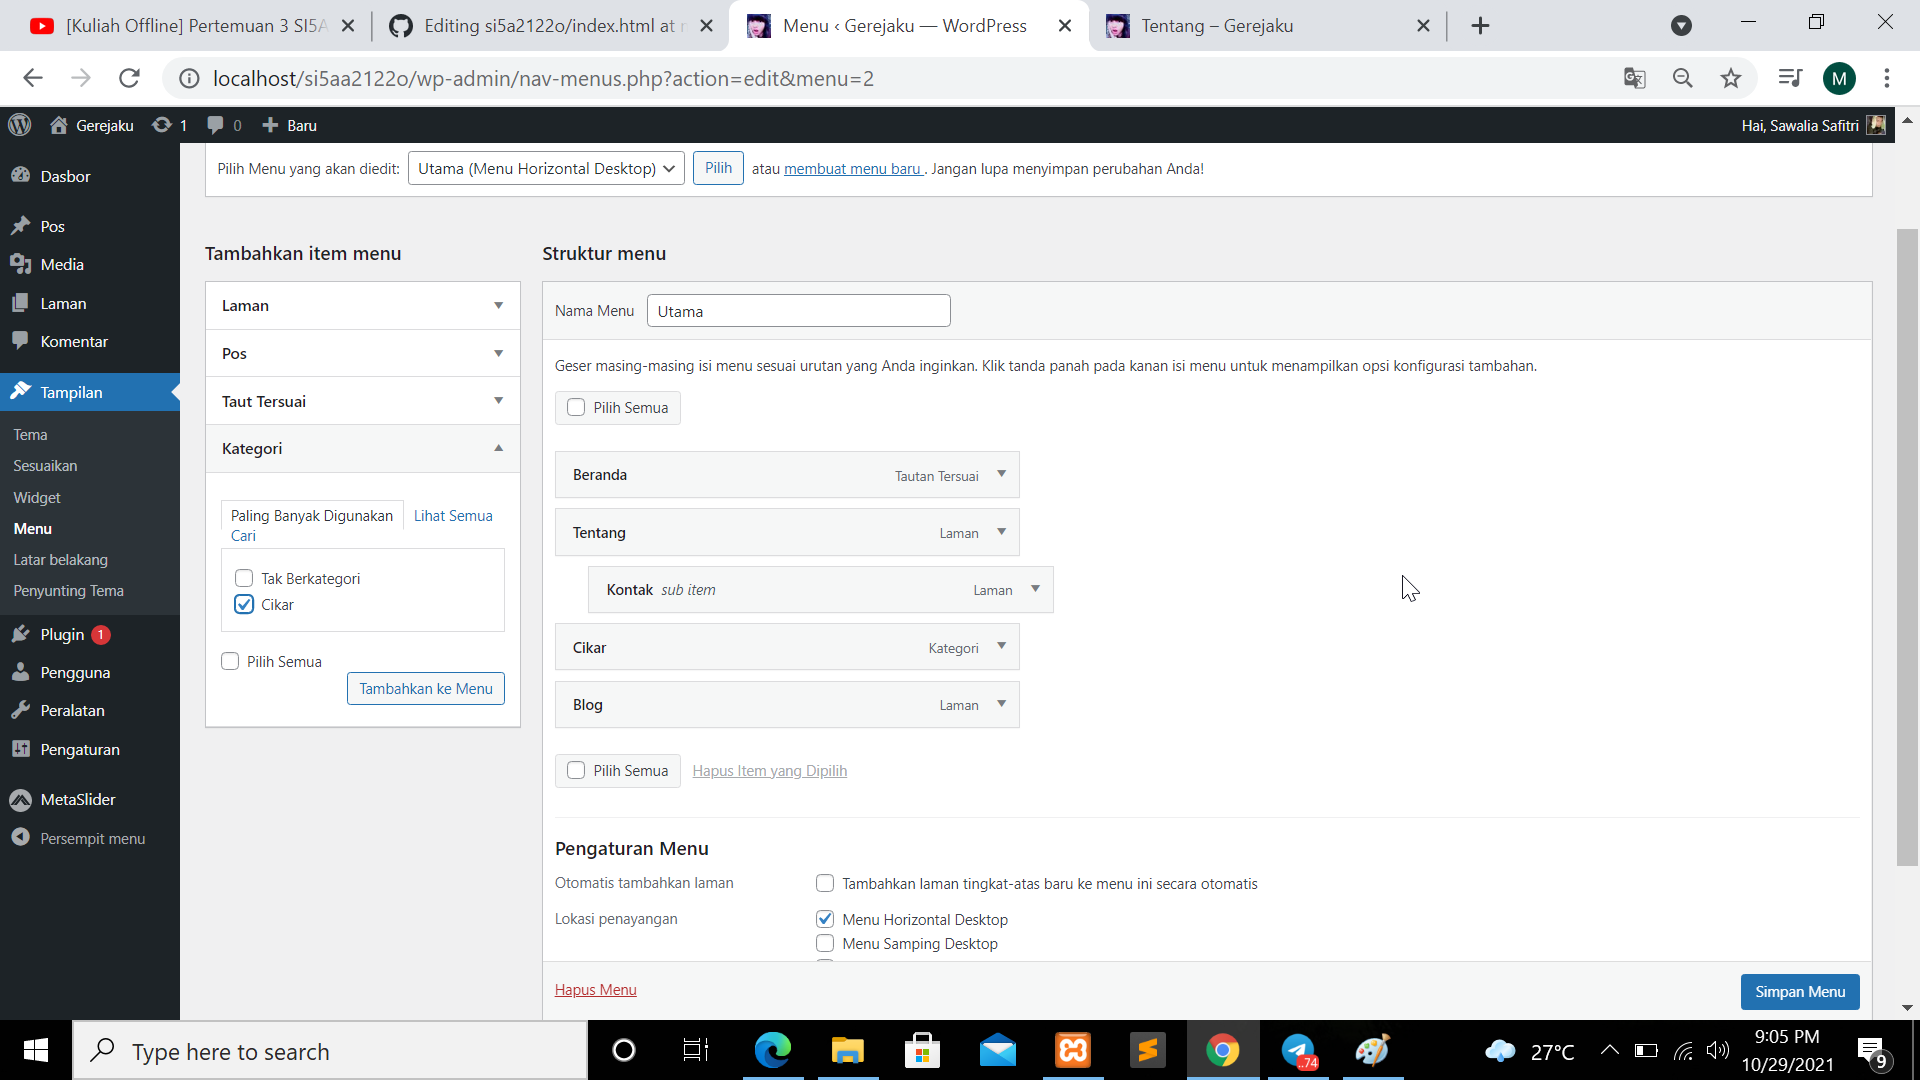 [Kuliah Offline] Pertemuan 3 SI5A
Editing si5a2122o/index.html at
Menu ‹ Gerejaku — WordPress
Tentang – Gerejaku
localhost/si5aa2122o/wp-admin/nav-menus.php?action=edit&menu=2
M
Gerejaku
1
0
Baru
Hai, Sawalia Safitri
Dasbor
Pos
Media
Laman
Komentar
Tampilan
Tema
Sesuaikan
Widget
Menu
Latar belakang
Penyunting Tema
Plugin 1
Pengguna
Peralatan
Pengaturan
MetaSlider
Persempit menu
Pilih Menu yang akan diedit: Utama (Menu Horizontal Desktop) Pilih atau membuat menu baru . Jangan lupa menyimpan perubahan Anda!
Tambahkan item menu
Laman
Pos
Taut Tersuai
Kategori
Paling Banyak Digunakan Lihat Semua
Cari
Tak Berkategori
Cikar
Pilih Semua
Tambahkan ke Menu
Struktur menu
Nama Menu Utama
Geser masing-masing isi menu sesuai urutan yang Anda inginkan. Klik tanda panah pada kanan isi menu untuk menampilkan opsi konfigurasi tambahan.
Pilih Semua
Beranda Tautan Tersuai
Tentang Laman
Kontak sub item Laman
Cikar Kategori
Blog Laman
Pilih Semua Hapus Item yang Dipilih
Pengaturan Menu
Otomatis tambahkan laman Tambahkan laman tingkat-atas baru ke menu ini secara otomatis
Lokasi penayangan Menu Horizontal Desktop
Menu Samping Desktop
Hapus Menu Simpan Menu
Type here to search
..74
27°C
9:05 PM
10/29/2021
9